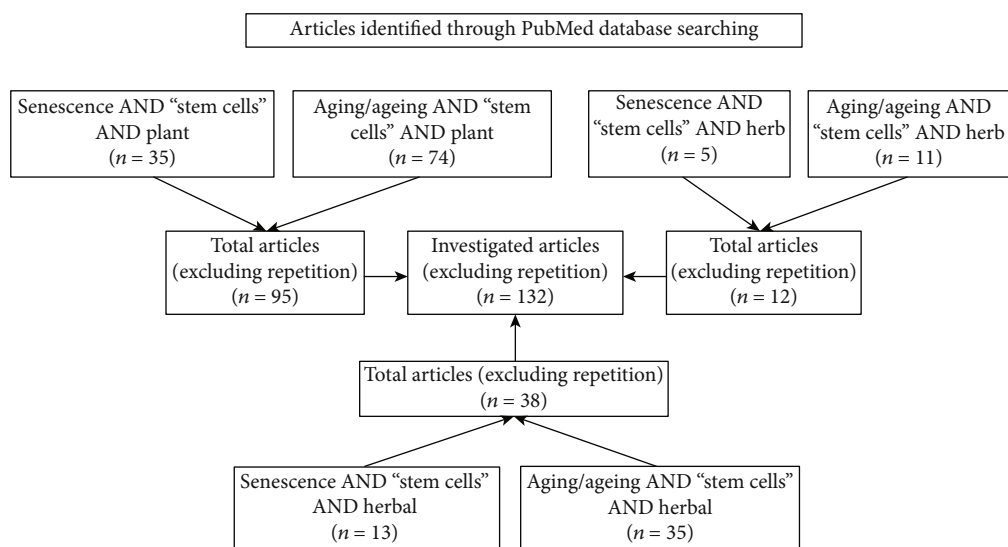 Articles identified through PubMed database searching
Senescence AND “stem cells”
AND plant
(n = 35)
Aging/ageing AND “stem
cells” AND plant
(n = 74)
Senescence AND
“stem cells” AND herb
(n = 5)
Aging/ageing AND
“stem cells” AND herb
(n = 11)
Total articles
(excluding repetition)
(n = 95)
Investigated articles
(excluding repetition)
(n = 132)
Total articles
(excluding repetition)
(n = 12)
Total articles (excluding repetition)
(n = 38)
Senescence AND “stem cells”
AND herbal
(n = 13)
Aging/ageing AND “stem cells”
AND herbal
(n = 35)